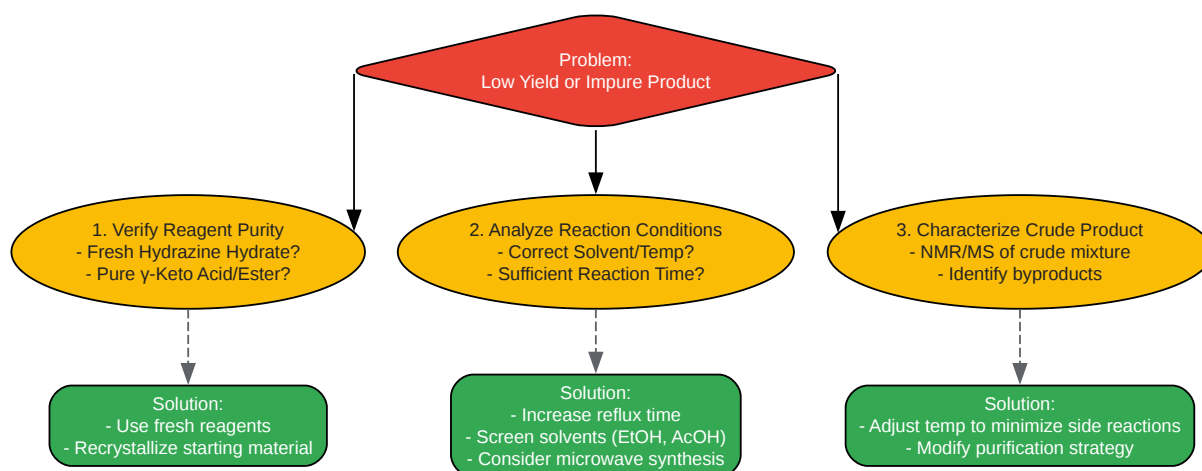 Problem:
Low Yield or Impure Product
1. Verify Reagent Purity
- Fresh Hydrazine Hydrate?
- Pure γ-Keto Acid/Ester?
2. Analyze Reaction Conditions
- Correct Solvent/Temp?
- Sufficient Reaction Time?
3. Characterize Crude Product
- NMR/MS of crude mixture
- Identify byproducts
Solution:
- Use fresh reagents
- Recrystallize starting material
Solution:
- Increase reflux time
- Screen solvents (EtOH, AcOH)
- Consider microwave synthesis
Solution:
- Adjust temp to minimize side reactions
- Modify purification strategy